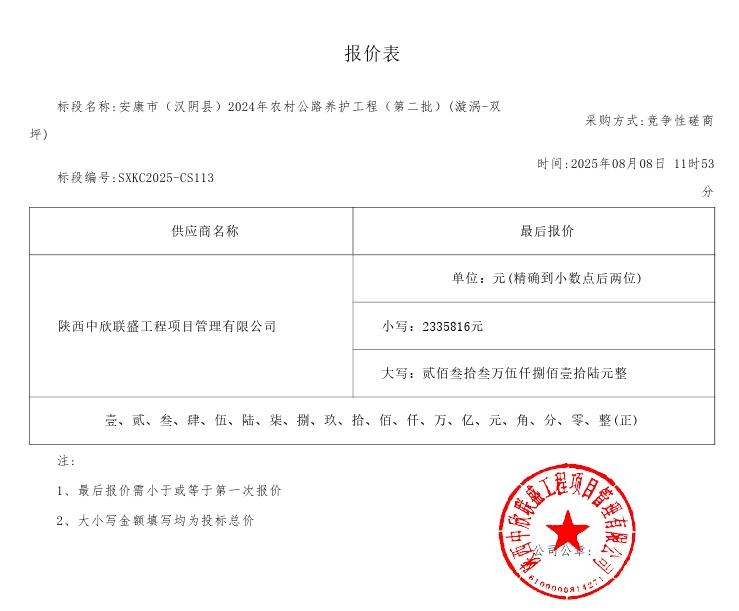 报价表
标段名称:安康市（汉阴县）2024年农村公路养护工程（第二批）(漩涡-双
坪)
采购方式:竞争性磋商
标段编号:SXKC2025-CS113
时间:2025年08月08日 11时53
分
供应商名称
最后报价
单位：元(精确到小数点后两位)
陕西中欣联盛工程项目管理有限公司
小写：2335816元
大写：贰佰叁拾叁万伍仟捌佰壹拾陆元整
壹、贰、叁、肆、伍、陆、柒、捌、玖、拾、佰、仟、万、亿、元、角、分、零、整(正)
注:
1、最后报价需小于或等于第一次报价
2、大小写金额填写均为投标总价
公司公章:
陕西中欣联盛工程项目管理有限公司
6100000814271